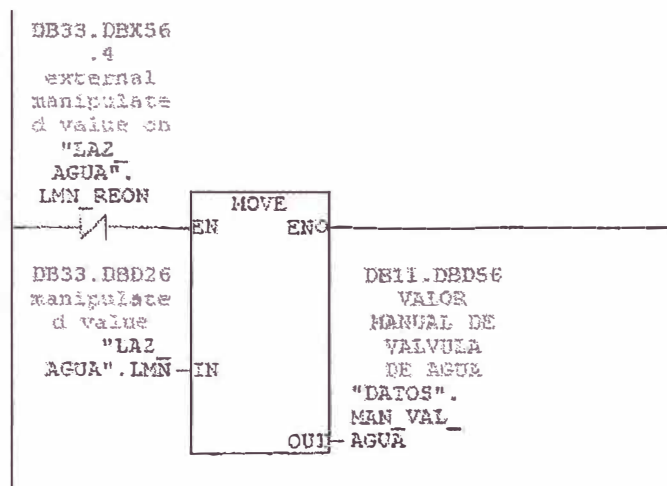 DB33.DBX56
.4
external
manipulate
d value on
"LAZ_
AGUA".
LMN_REON
MOVE
EN ENO
DB33.DBD26
manipulate
d value
"LAZ_
AGUA".LMN
IN
DB11.DBD56
VALOR
MANUAL DE
VALVULA
DE AGUA
"DATOS".
MAN_VAL_
OUT AGUA